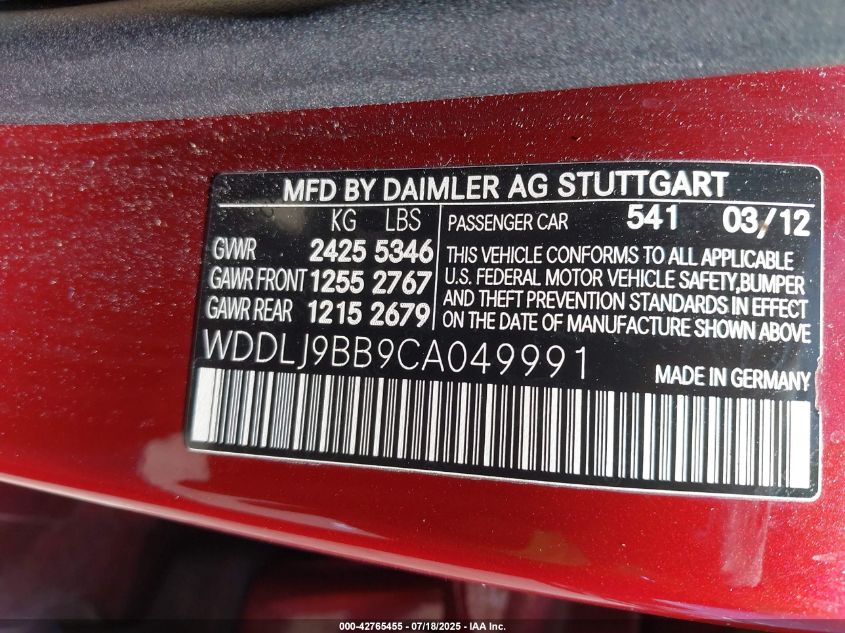 MFD BY DAIMLER AG STUTTGART
KG LBS
GVWR 2425 5346
GAWR FRONT 1255 2767
GAWR REAR 1215 2679
PASSENGER CAR 541 03/12
THIS VEHICLE CONFORMS TO ALL APPLICABLE
U.S. FEDERAL MOTOR VEHICLE SAFETY,BUMPER
AND THEFT PREVENTION STANDARDS IN EFFECT
ON THE DATE OF MANUFACTURE SHOWN ABOVE
WDDLJ9BB9CA049991
MADE IN GERMANY
000-42765455 - 07/18/2025 - IAA Inc.